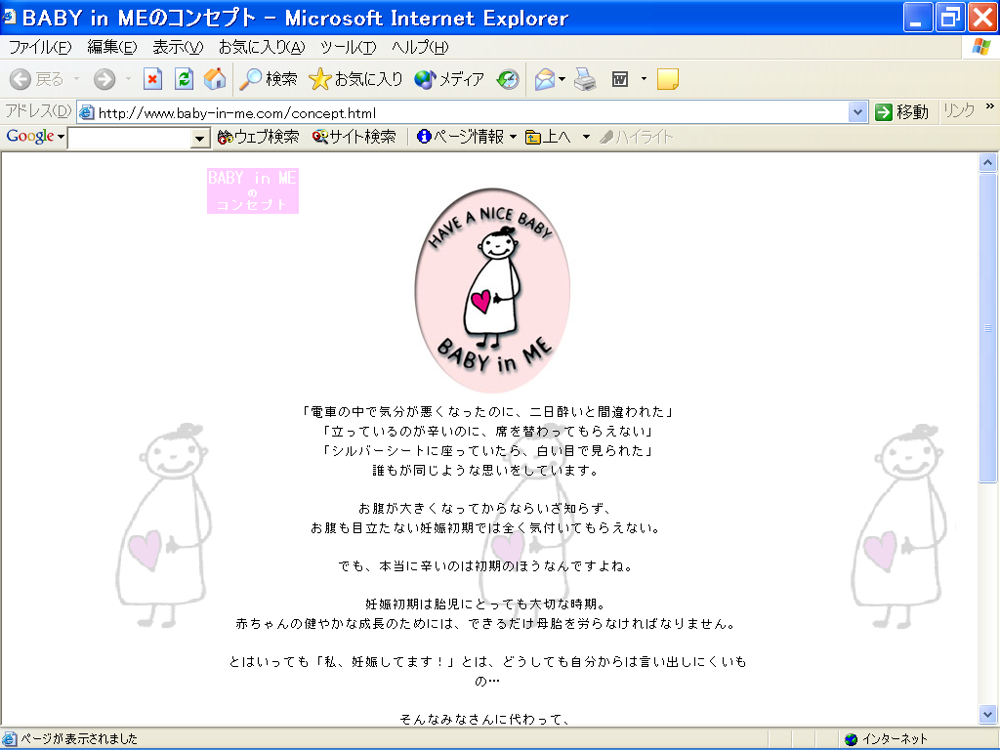 BABY in MEのコンセプト - Microsoft Internet Explorer
ファイル(F) 編集(E) 表示(V) お気に入り(A) ツール(T) ヘルプ(H)
戻る 検索 お気に入り メディア
アドレス(D) http://www.baby-in-me.com/concept.html 移動 リンク »
Google ウェブ検索 サイト検索 ページ情報 上へ ハイライト
BABY in ME
の
コンセプト
HAVE A NICE BABY
BABY in ME
「電車の中で気分が悪くなったのに、二日酔いと間違われた」
「立っているのが辛いのに、席を替わってもらえない」
「シルバーシートに座っていたら、白い目で見られた」
誰もが同じような思いをしています。
お腹が大きくなってからならいざ知らず、
お腹も目立たない妊娠初期では全く気付いてもらえない。
でも、本当に辛いのは初期のほうなんですよね。
妊娠初期は胎児にとっても大切な時期。
赤ちゃんの健やかな成長のためには、できるだけ母胎を労らなければなりません。
とはいっても「私、妊娠してます！」とは、どうしても自分からは言い出しにくいも
の…
そんなみなさんに代わって、
ページが表示されました インターネット